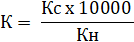 К = Кс х 10000 / Кн